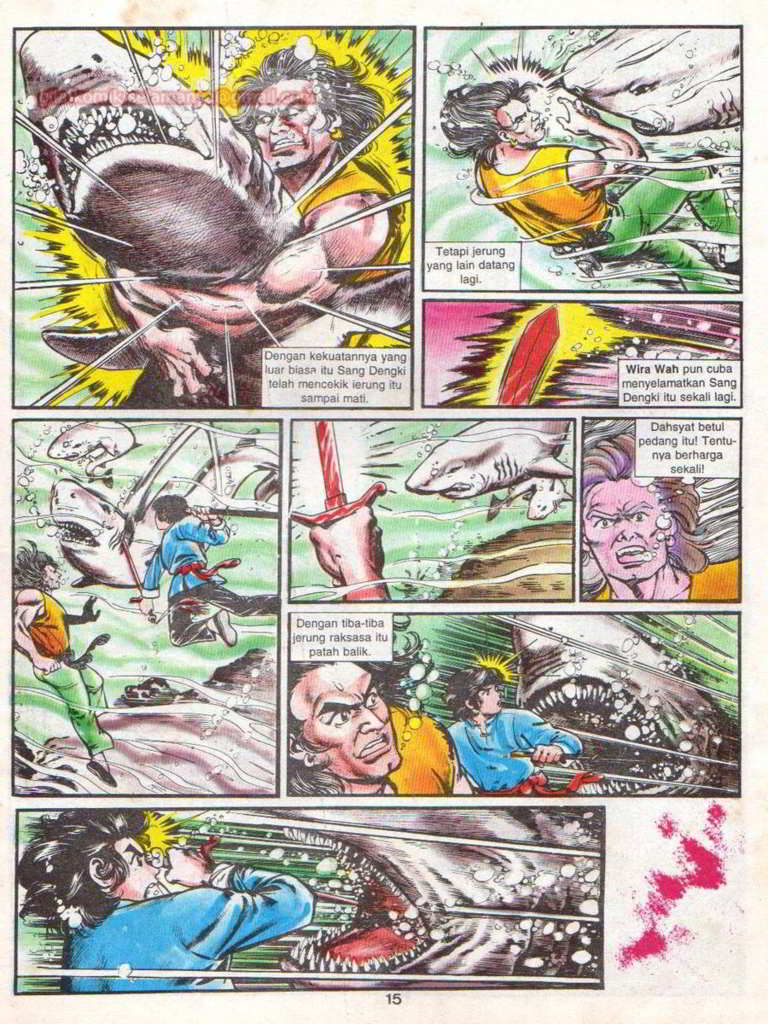 Dengan kekuatannya yang
luar biasa itu Sang Dengki
telah mencekik ierung itu
sampai mati.
Tetapi jerung
yang lain datang
lagi.
Wira Wah pun cuba
menyelamatkan Sang
Dengki itu sekali lagi.
Dahsyat betul
pedang itu! Tentu-
nya berharga
sekali!
Dengan tiba-tiba
jerung raksasa itu
patah balik.
15